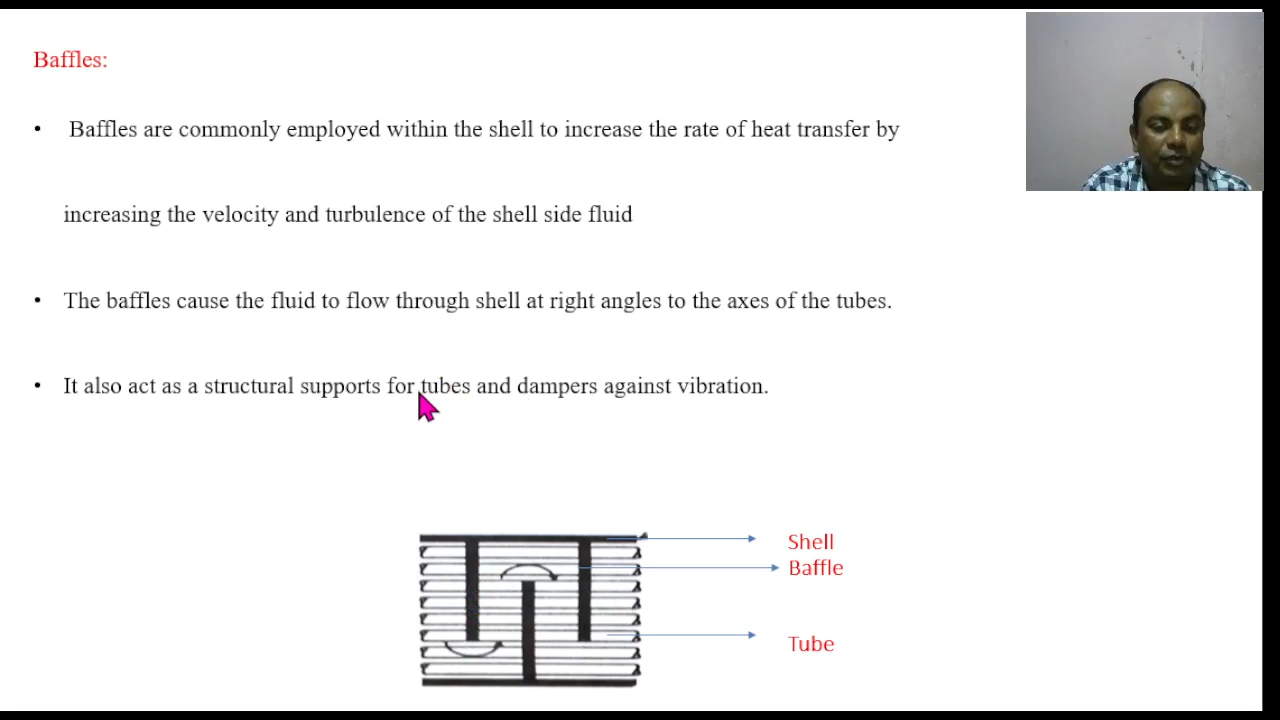 Baffles:
• Baffles are commonly employed within the shell to increase the rate of heat transfer by
increasing the velocity and turbulence of the shell side fluid
• The baffles cause the fluid to flow through shell at right angles to the axes of the tubes.
• It also act as a structural supports for tubes and dampers against vibration.
Shell
Baffle
Tube